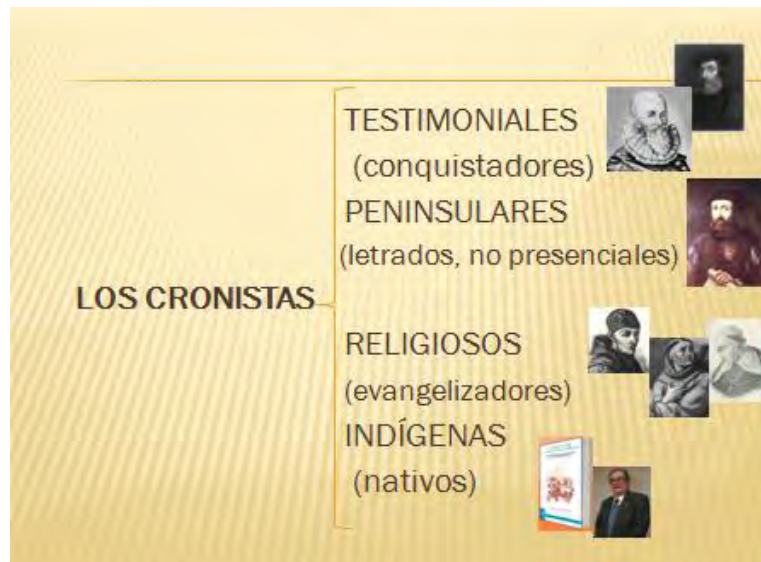 TESTIMONIALES
(conquistadores)
PENINSULARES
(letrados, no presenciales)
LOS CRONISTAS
RELIGIOSOS
(evangelizadores)
INDÍGENAS
(nativos)